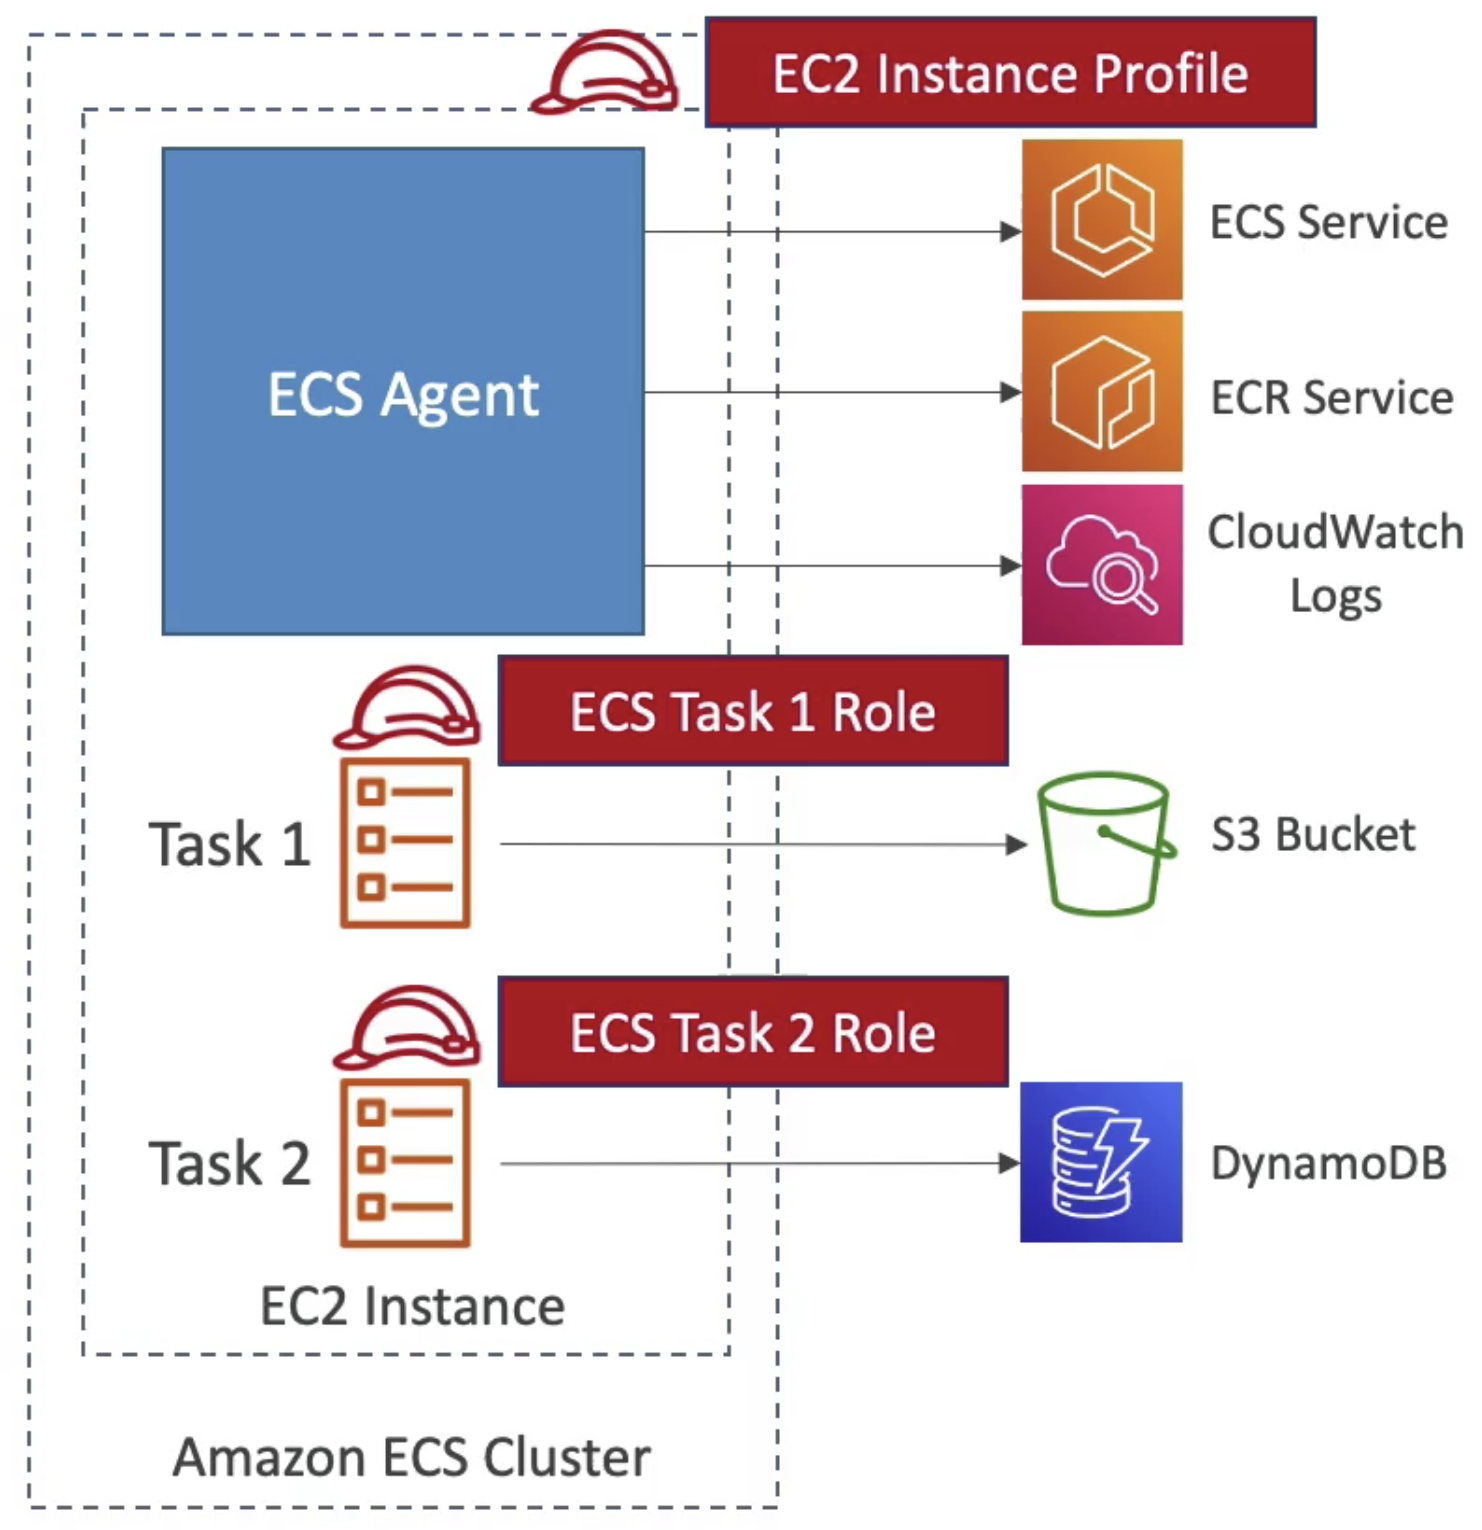 EC2 Instance Profile
ECS Agent
ECS Service
ECR Service
CloudWatch
Logs
ECS Task 1 Role
Task 1
S3 Bucket
ECS Task 2 Role
Task 2
DynamoDB
EC2 Instance
Amazon ECS Cluster